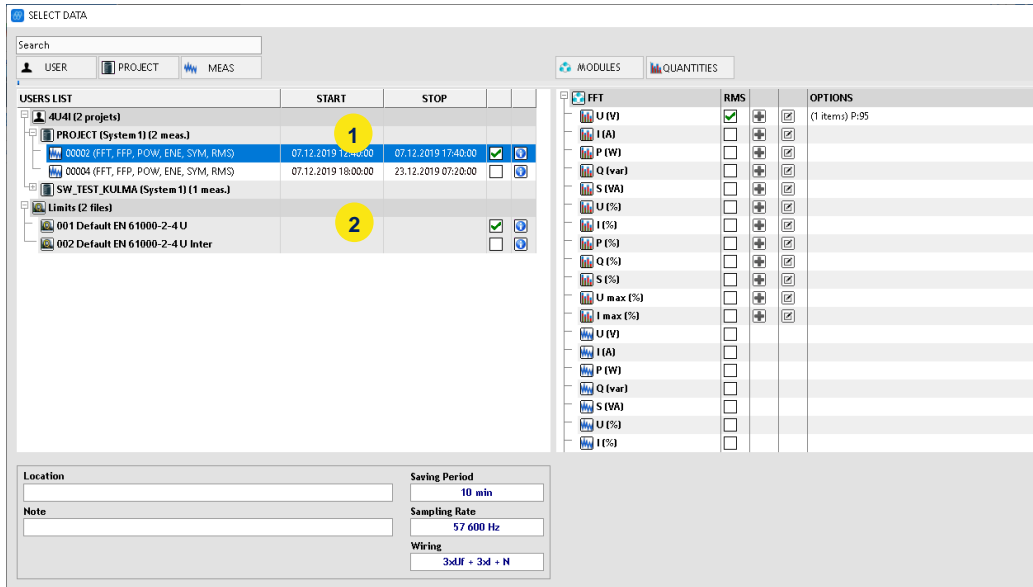 SELECT DATA
Search
USER PROJECT MEAS MODULES QUANTITIES
USERS LIST START STOP
4U4I (2 projets)
PROJECT (System 1) (2 meas.)
1
00002 (FFT, FFP, POW, ENE, SYM, RMS) 07.12.2019 12:40:00 07.12.2019 17:40:00
00004 (FFT, FFP, POW, ENE, SYM, RMS) 07.12.2019 18:00:00 23.12.2019 07:20:00
SW_TEST_KULMA (System 1) (1 meas.)
Limits (2 files)
001 Default EN 61000-2-4 U
2
002 Default EN 61000-2-4 U Inter
FFT RMS OPTIONS
U (V) (1 items) P:95
I (A)
P (W)
Q (var)
S (VA)
U (%)
I (%)
P (%)
Q (%)
S (%)
U max (%)
I max (%)
U (V)
I (A)
P (W)
Q (var)
S (VA)
U (%)
I (%)
Location
Note
Saving Period
10 min
Sampling Rate
57 600 Hz
Wiring
3xUf + 3xI + N